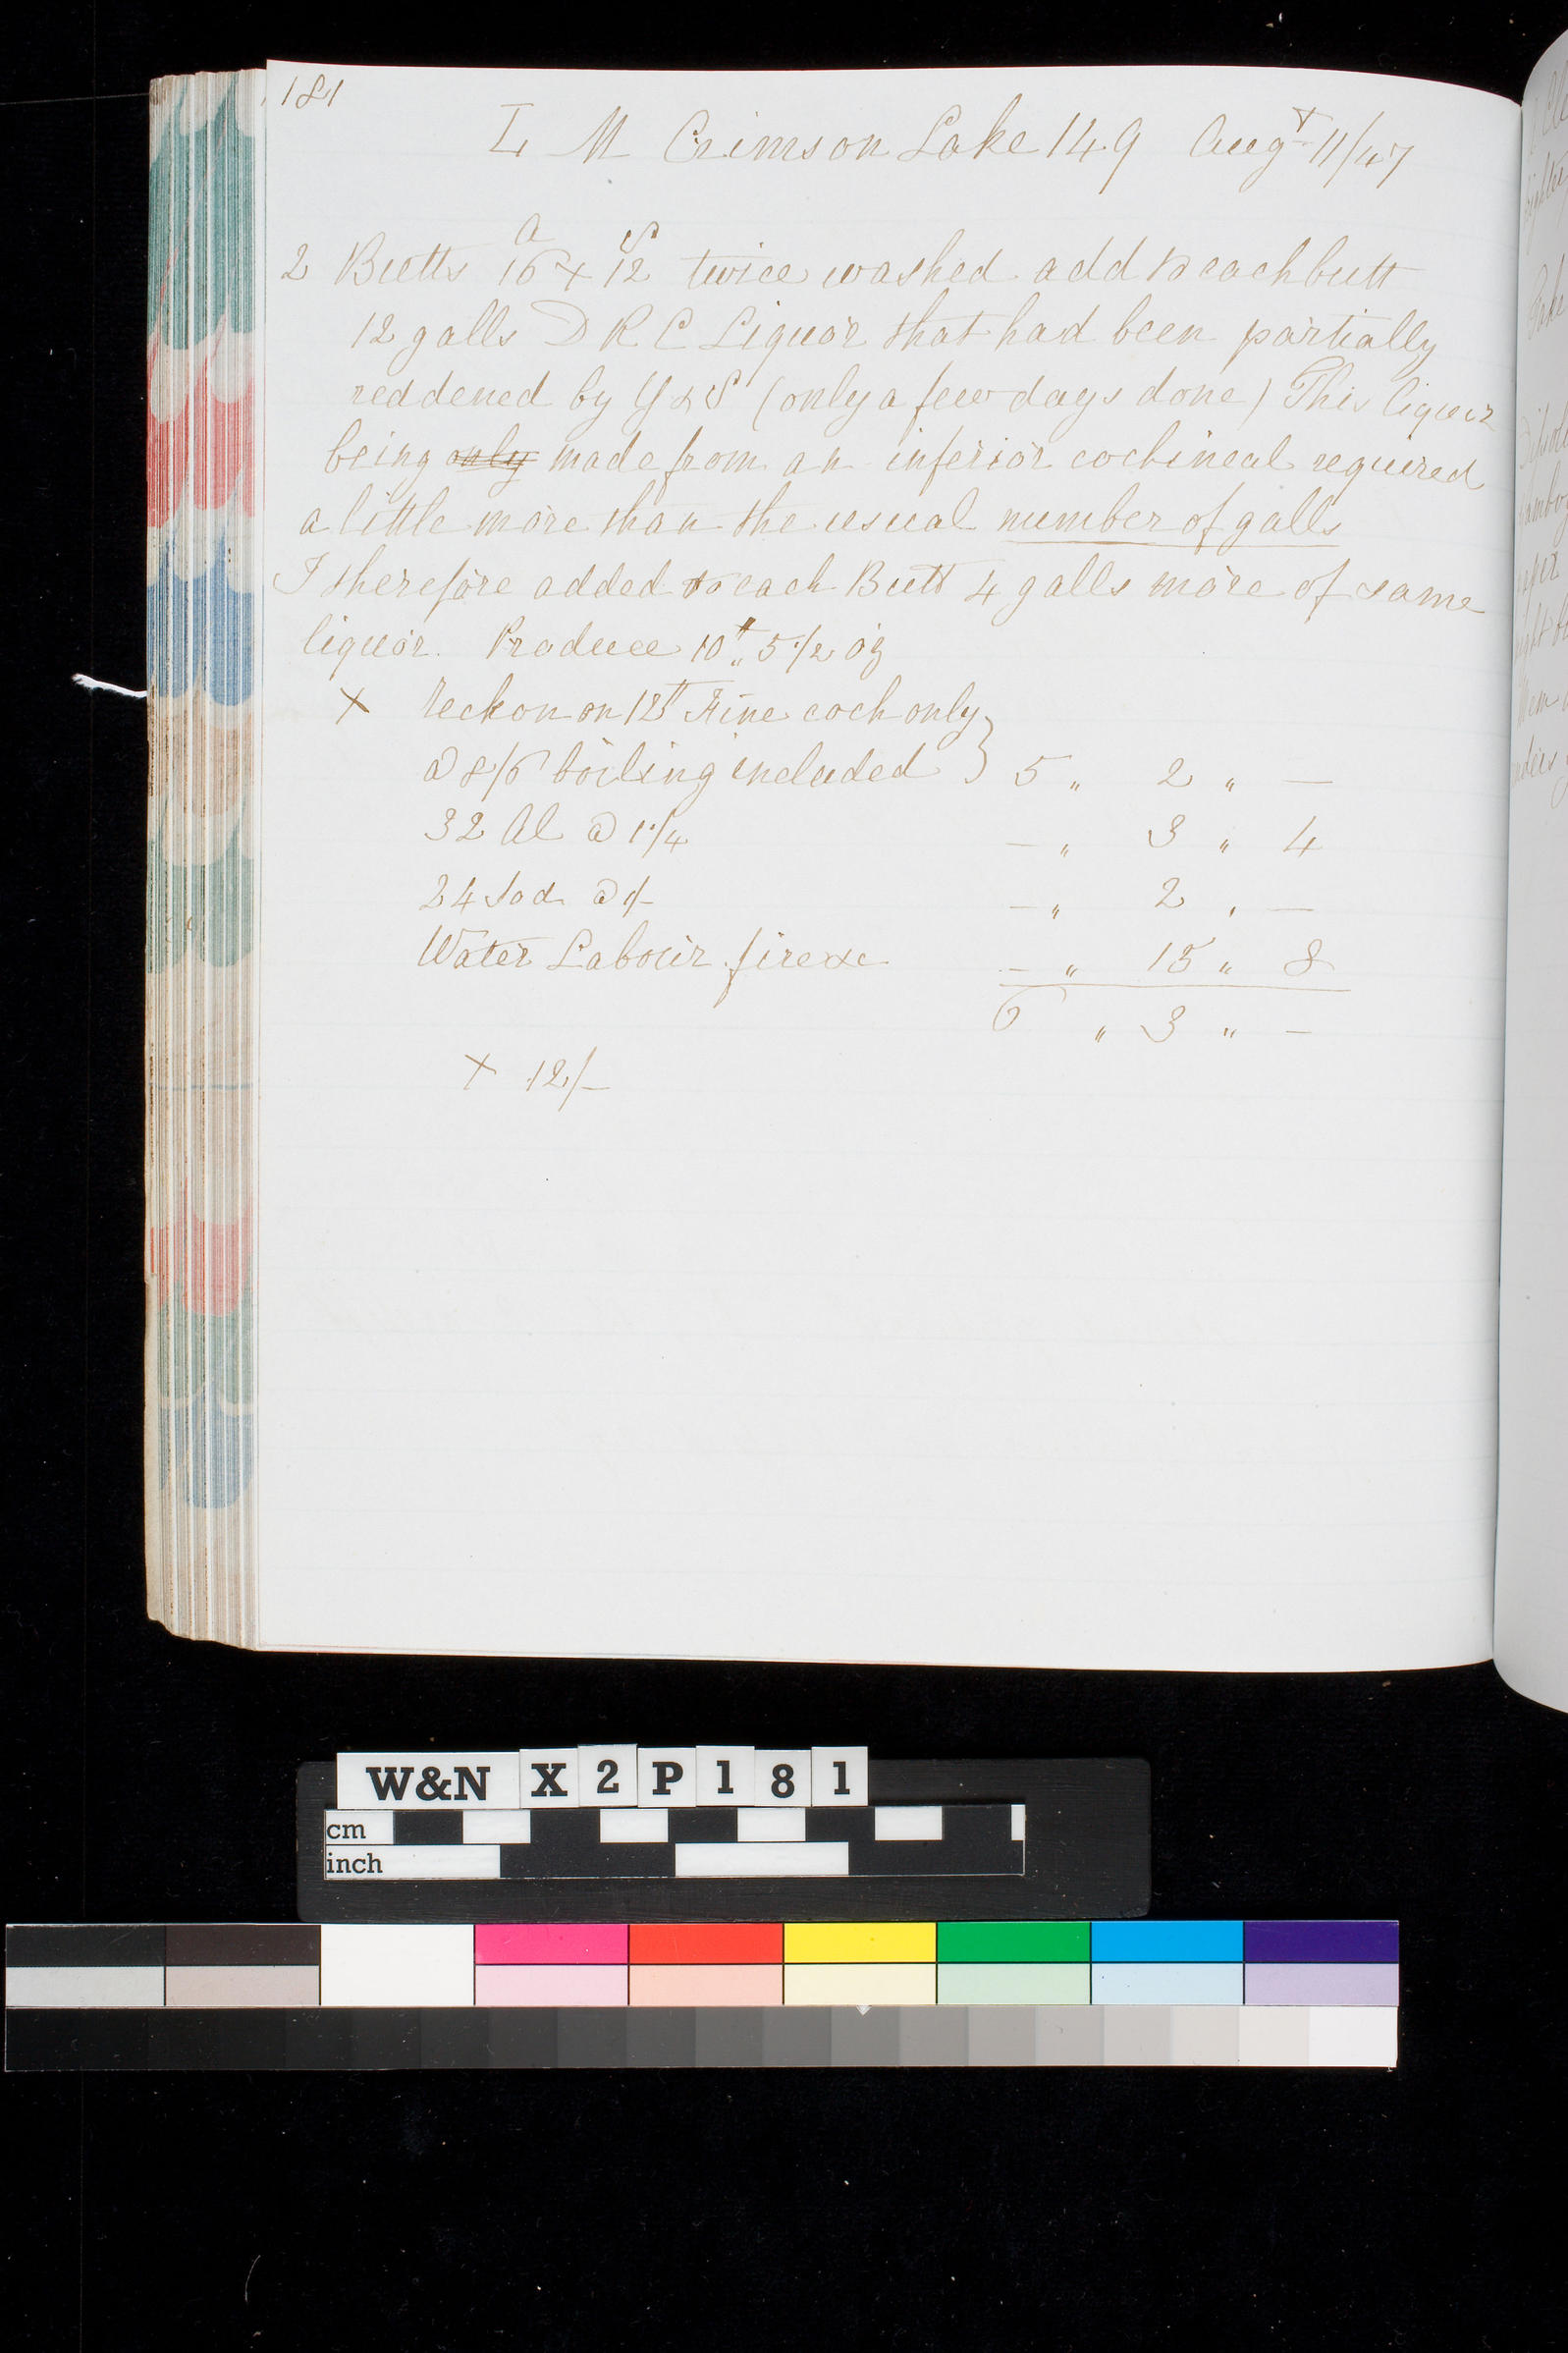 181
L M Crimson Lake 149 Augt 11/47
2 Butts 16 A + 12 S twice washed add to each butt
12 galls D R C Liquor that had been partially
reddened by Y & S (only a few days done) This liquor
being only made from an inferior cochineal required
a little more than the usual number of galls
I therefore added to each Butt 4 galls more of same
liquor. Produce 10 ℔ „ 5 1/2 oz
× Reckon on 12 ℔ Fine coch only
@ 8/6 boiling included } 5 „ 2 „ —
32 Al @ 1 1/4 — „ 3 „ 4
24 Sod @ 1/- — „ 2 „ —
Water Labour fire &c — „ 15 „ 8
6 „ 3 „ —
× 12/—
W&N X2P181
cm
inch